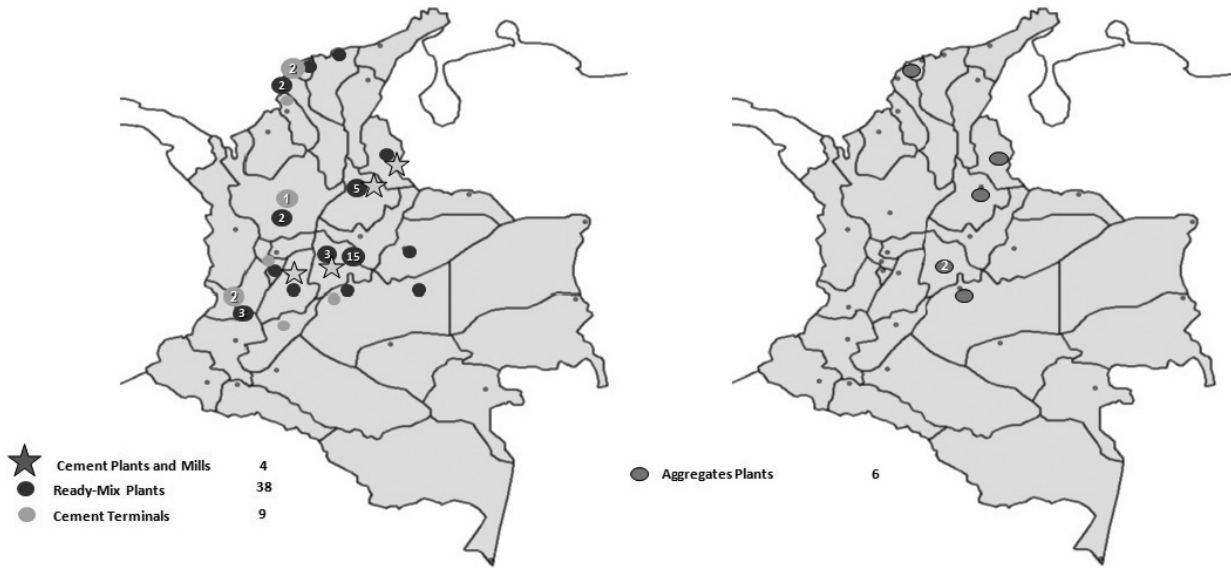 2
2
5
1
2
3 15
2
3
2
Cement Plants and Mills 4
Ready-Mix Plants 38
Cement Terminals 9
Aggregates Plants 6